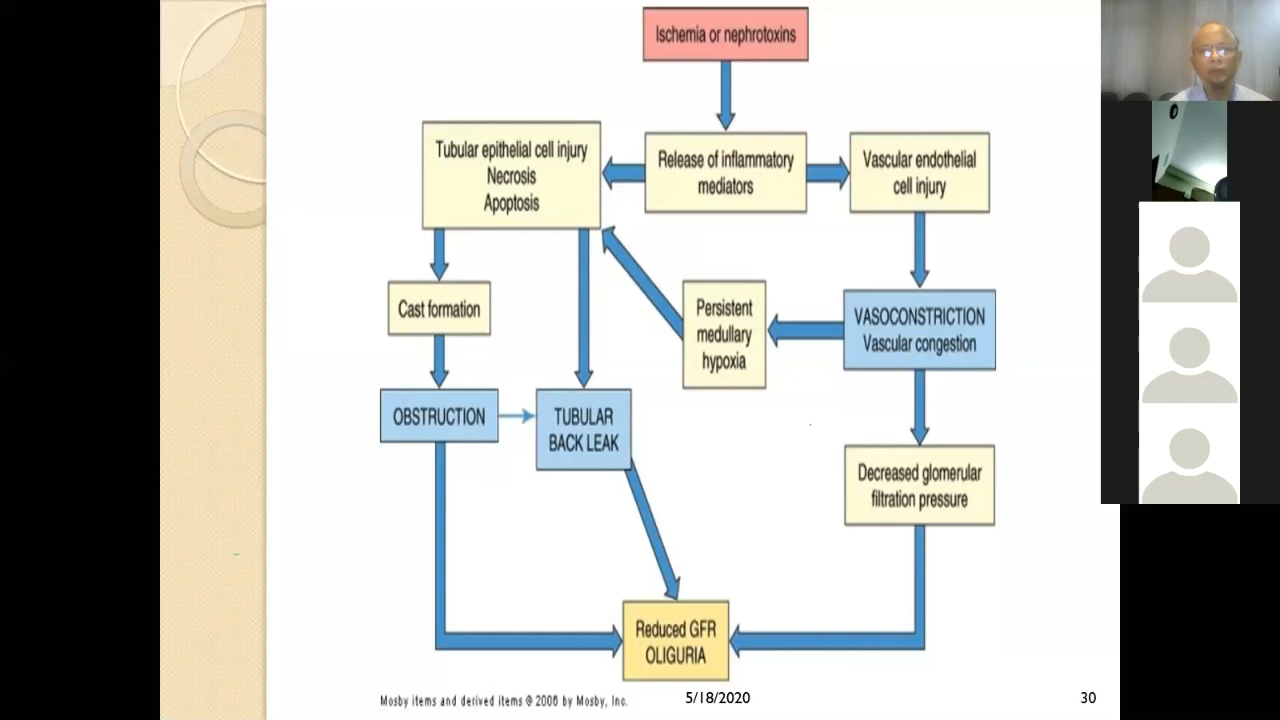 Ischemia or nephrotoxins
Tubular epithelial cell injury
Necrosis
Apoptosis
Release of inflammatory
mediators
Vascular endothelial
cell injury
Cast formation
Persistent
medullary
hypoxia
VASOCONSTRICTION
Vascular congestion
OBSTRUCTION
TUBULAR
BACK LEAK
Decreased glomerular
filtration pressure
Reduced GFR
OLIGURIA
Mosby items and derived items © 2006 by Mosby, Inc.
5/18/2020
30